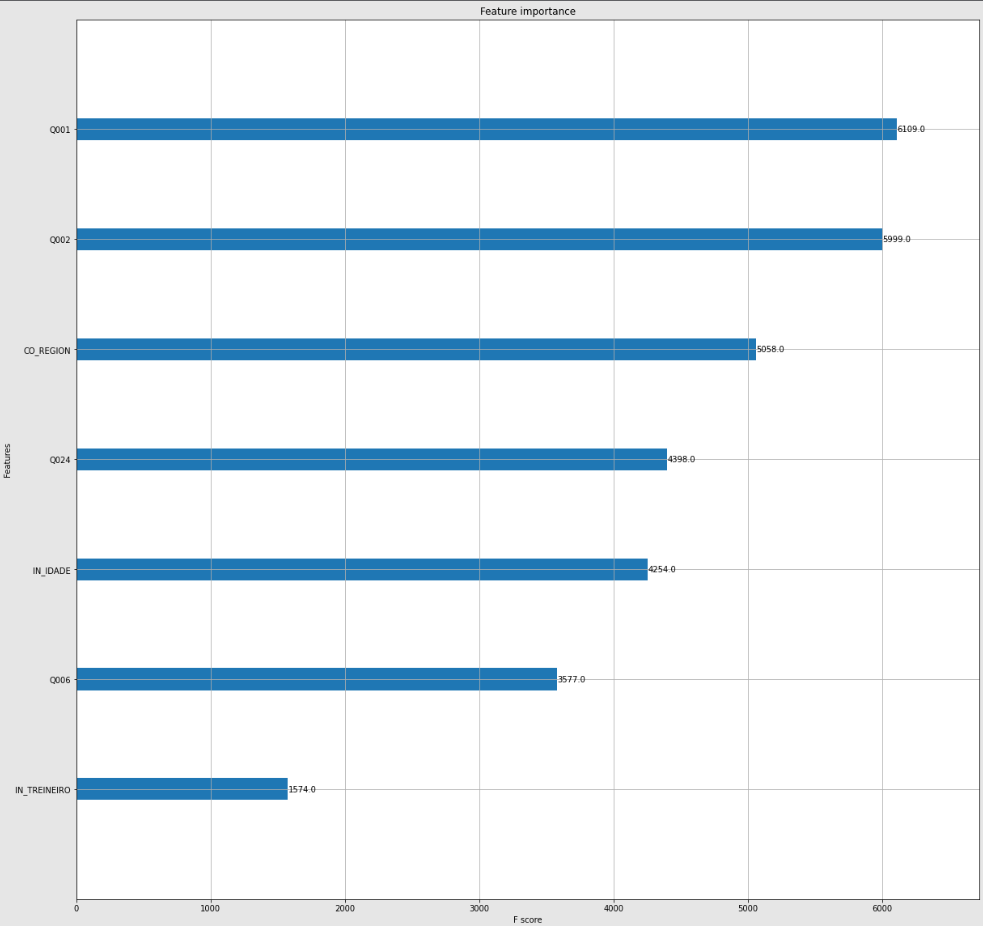 Feature importance
Q001
6109.0
Q002
5999.0
CO_REGION
5058.0
Q024
4398.0
Features
IN_IDADE
4254.0
Q006
3577.0
IN_TREINEIRO
1574.0
0 1000 2000 3000 4000 5000 6000
F score